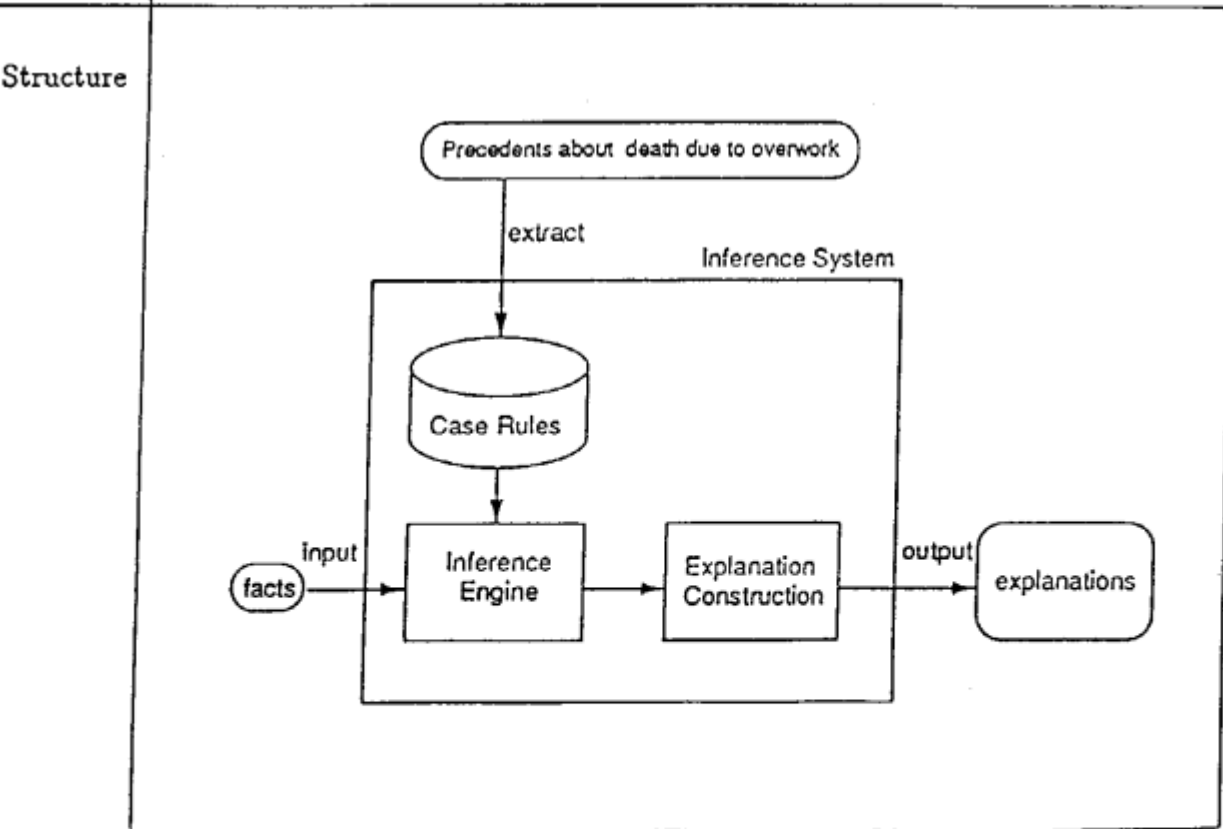 Structure
Precedents about death due to overwork
extract
Inference System
Case Rules
input
facts
Inference
Engine
Explanation
Construction
output
explanations